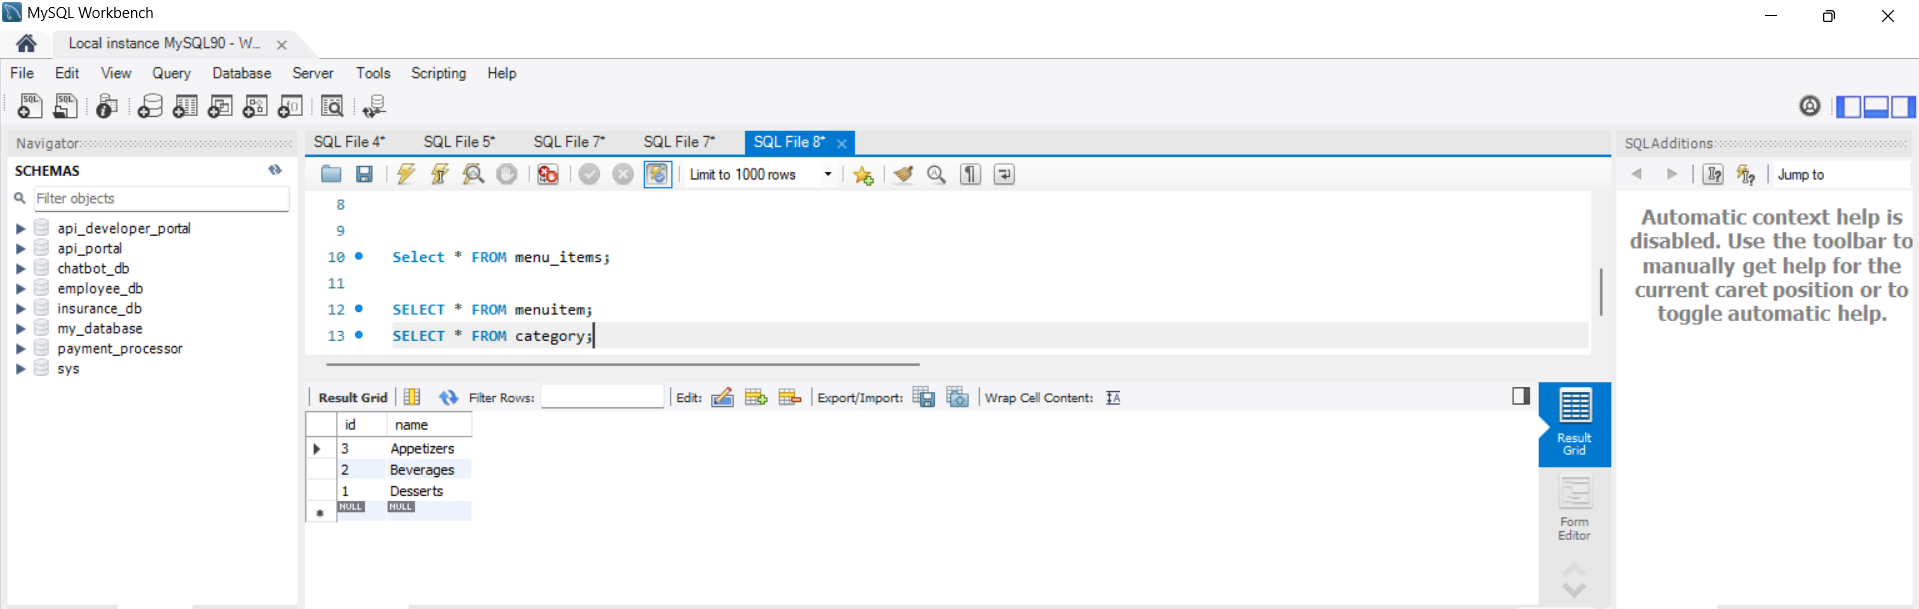 MySQL Workbench
Local instance MySQL90 - W...
File Edit View Query Database Server Tools Scripting Help
Navigator
SCHEMAS
Filter objects
api_developer_portal
api_portal
chatbot_db
employee_db
insurance_db
my_database
payment_processor
sys
SQL File 4* SQL File 5* SQL File 7* SQL File 7* SQL File 8*
Limit to 1000 rows
8
9
10 Select * FROM menu_items;
11
12 SELECT * FROM menuitem;
13 SELECT * FROM category;
Result Grid Filter Rows: Edit: Export/Import: Wrap Cell Content:
id name
3 Appetizers
2 Beverages
1 Desserts
NULL NULL
Result
Grid
Form
Editor
SQLAdditions
Jump to
Automatic context help is
disabled. Use the toolbar to
manually get help for the
current caret position or to
toggle automatic help.